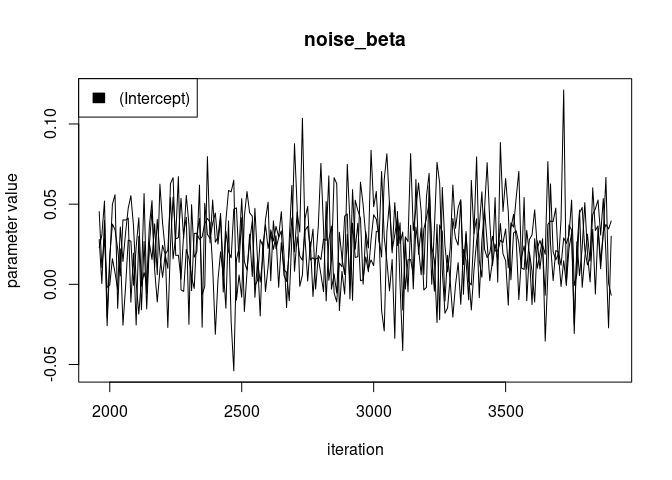 noise_beta
(Intercept)
parameter value
0.10
0.05
0.00
-0.05
2000
2500
3000
3500
iteration